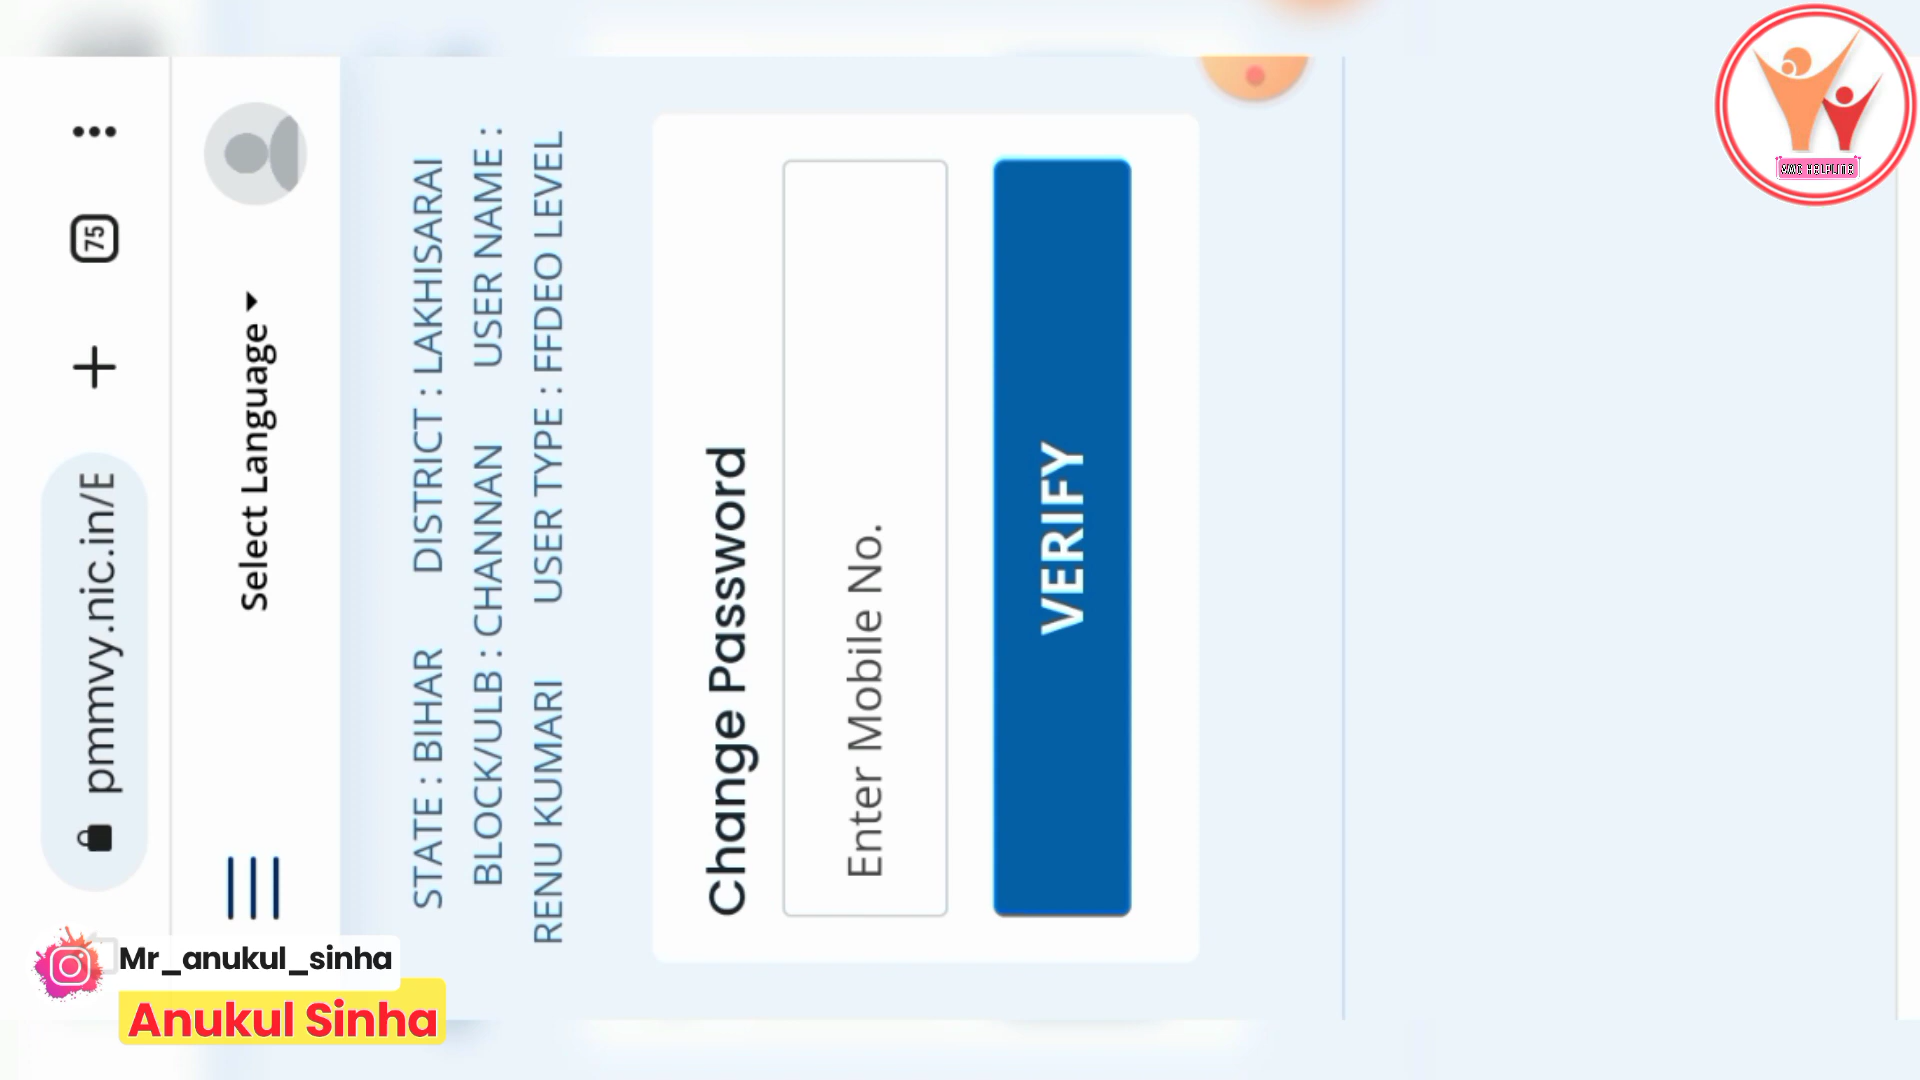 75
pmmvy.nic.in/E
Select Language
STATE : BIHAR DISTRICT : LAKHISARAI
BLOCK/ULB : CHANNAN USER NAME :
RENU KUMARI USER TYPE : FFDEO LEVEL
Change Password
Enter Mobile No.
VERIFY
Mr_anukul_sinha
Anukul Sinha